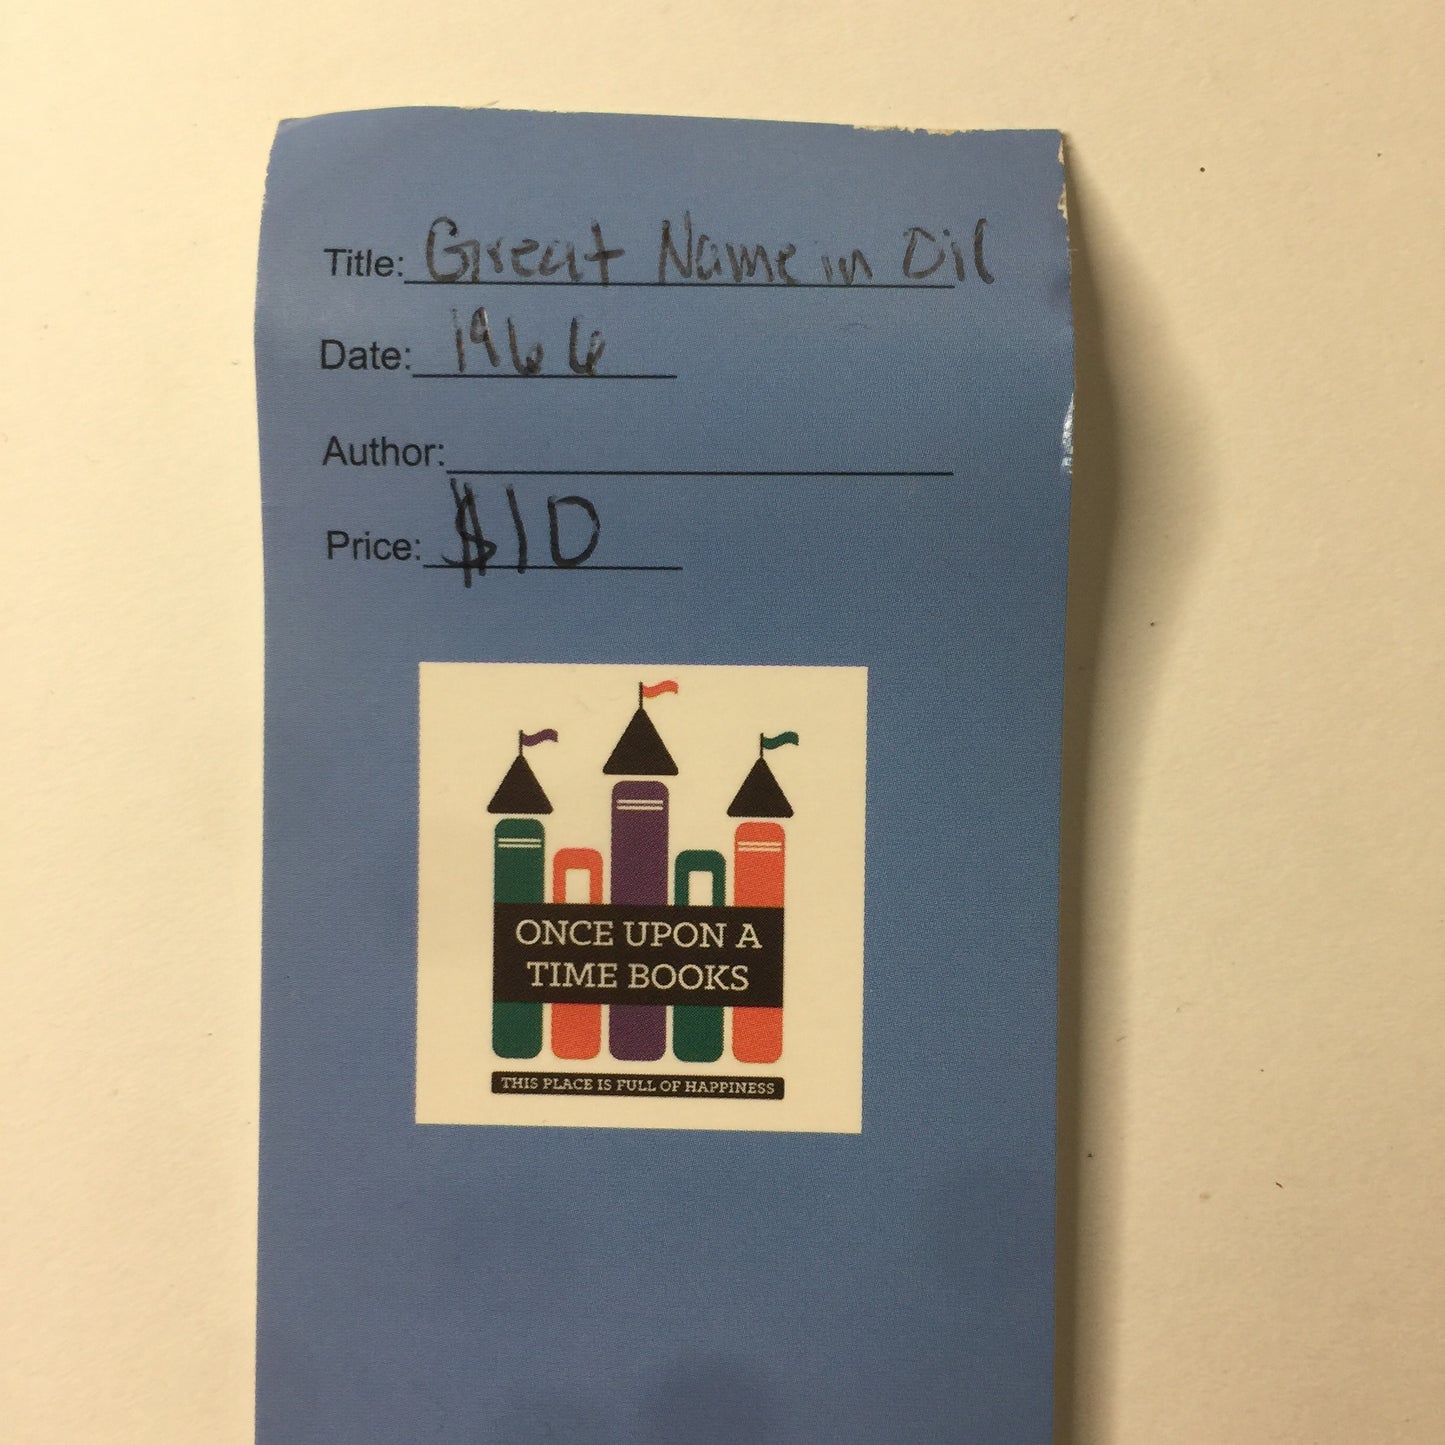 Title: Great Name in Oil
Date: 1966
Author:
Price: $10
ONCE UPON A
TIME BOOKS
THIS PLACE IS FULL OF HAPPINESS